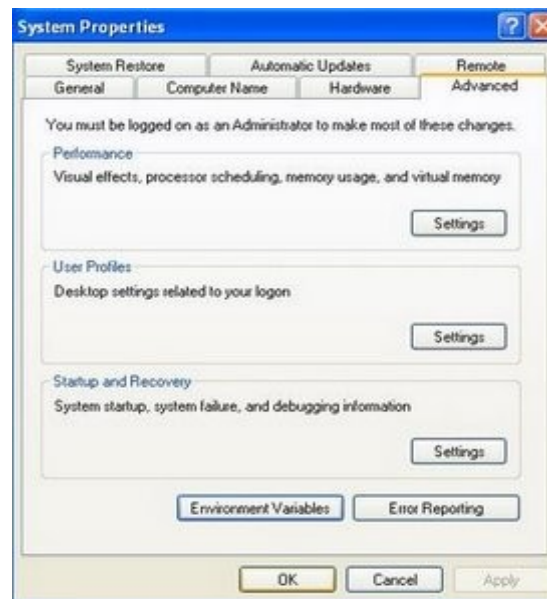 System Properties
?
System Restore
Automatic Updates
Remote
General
Computer Name
Hardware
Advanced
You must be logged on as an Administrator to make most of these changes.
Performance
Visual effects, processor scheduling, memory usage, and virtual memory
Settings
User Profiles
Desktop settings related to your logon
Settings
Startup and Recovery
System startup, system failure, and debugging information
Settings
Environment Variables
Error Reporting
OK
Cancel
Apply